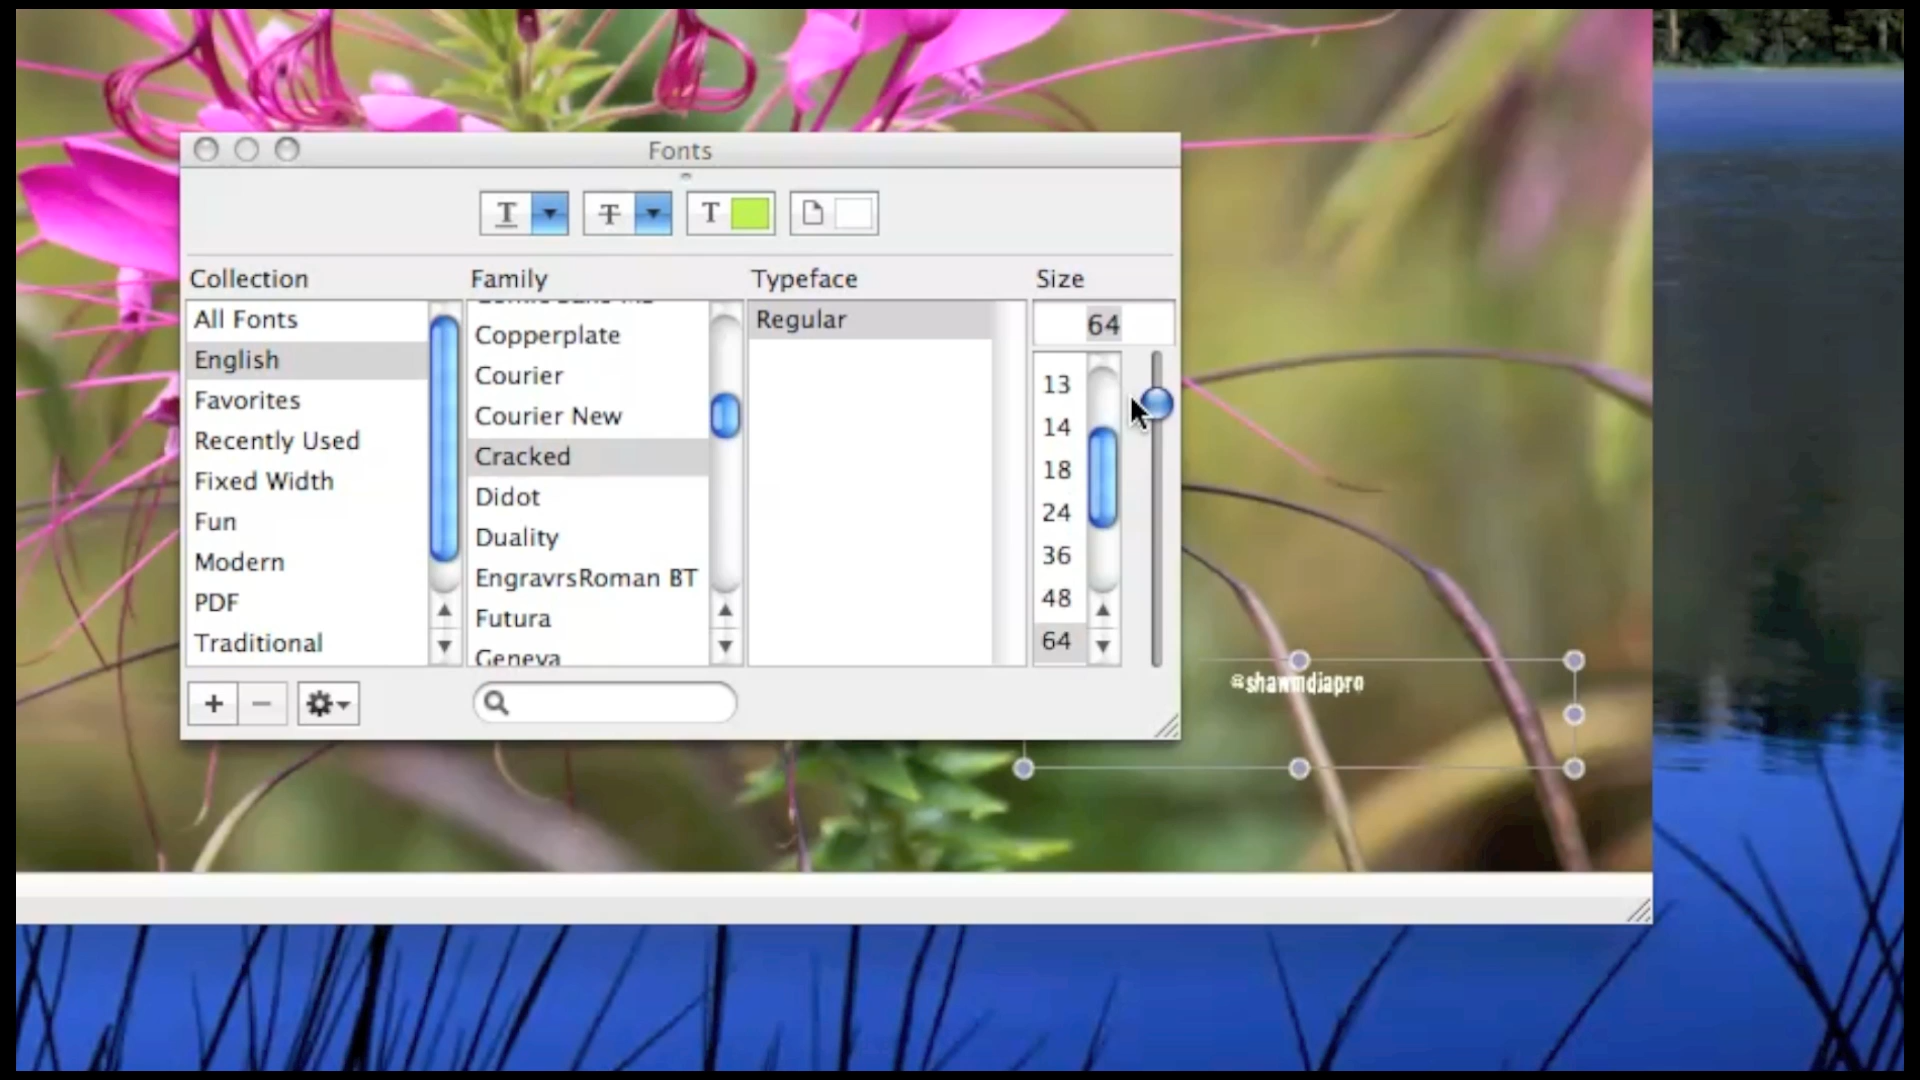 Fonts
T T T
Collection Family Typeface Size
All Fonts
English
Favorites
Recently Used
Fixed Width
Fun
Modern
PDF
Traditional
Copperplate
Courier
Courier New
Cracked
Didot
Duality
EngravrsRoman BT
Futura
Geneva
Regular
64
13
14
18
24
36
48
64